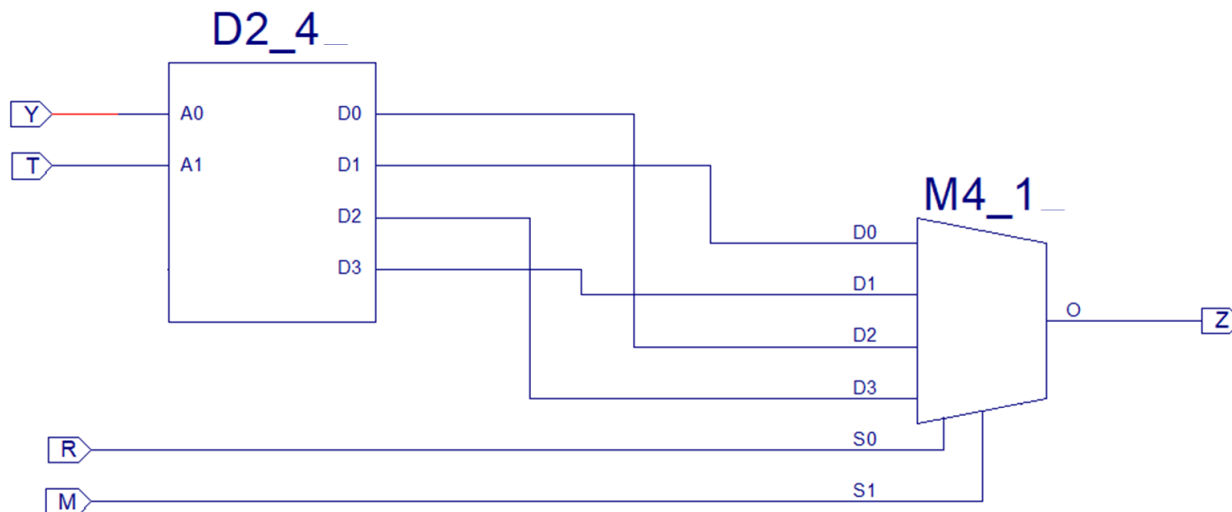 D2_4_
Y A0 D0
T A1 D1
D2
D3
M4_1_
D0
D1
D2
D3
O
Z
R S0
M S1